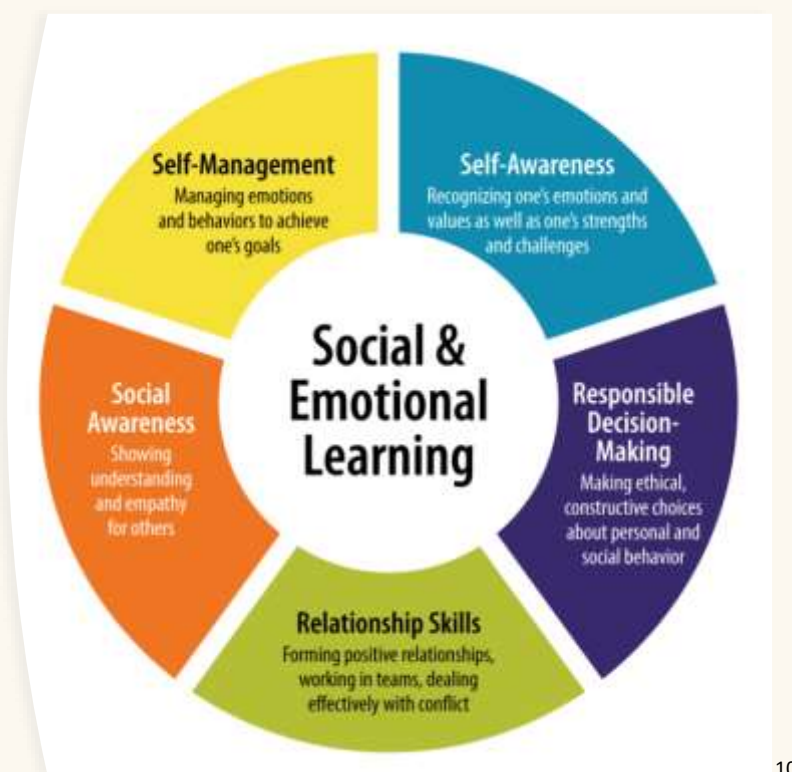 Self-Management
Managing emotions
and behaviors to achieve
one's goals
Self-Awareness
Recognizing one's emotions and
values as well as one's strengths
and challenges
Social &
Emotional
Learning
Social
Awareness
Showing
understanding
and empathy
for others
Responsible
Decision-
Making
Making ethical,
constructive choices
about personal and
social behavior
Relationship Skills
Forming positive relationships,
working in teams, dealing
effectively with conflict